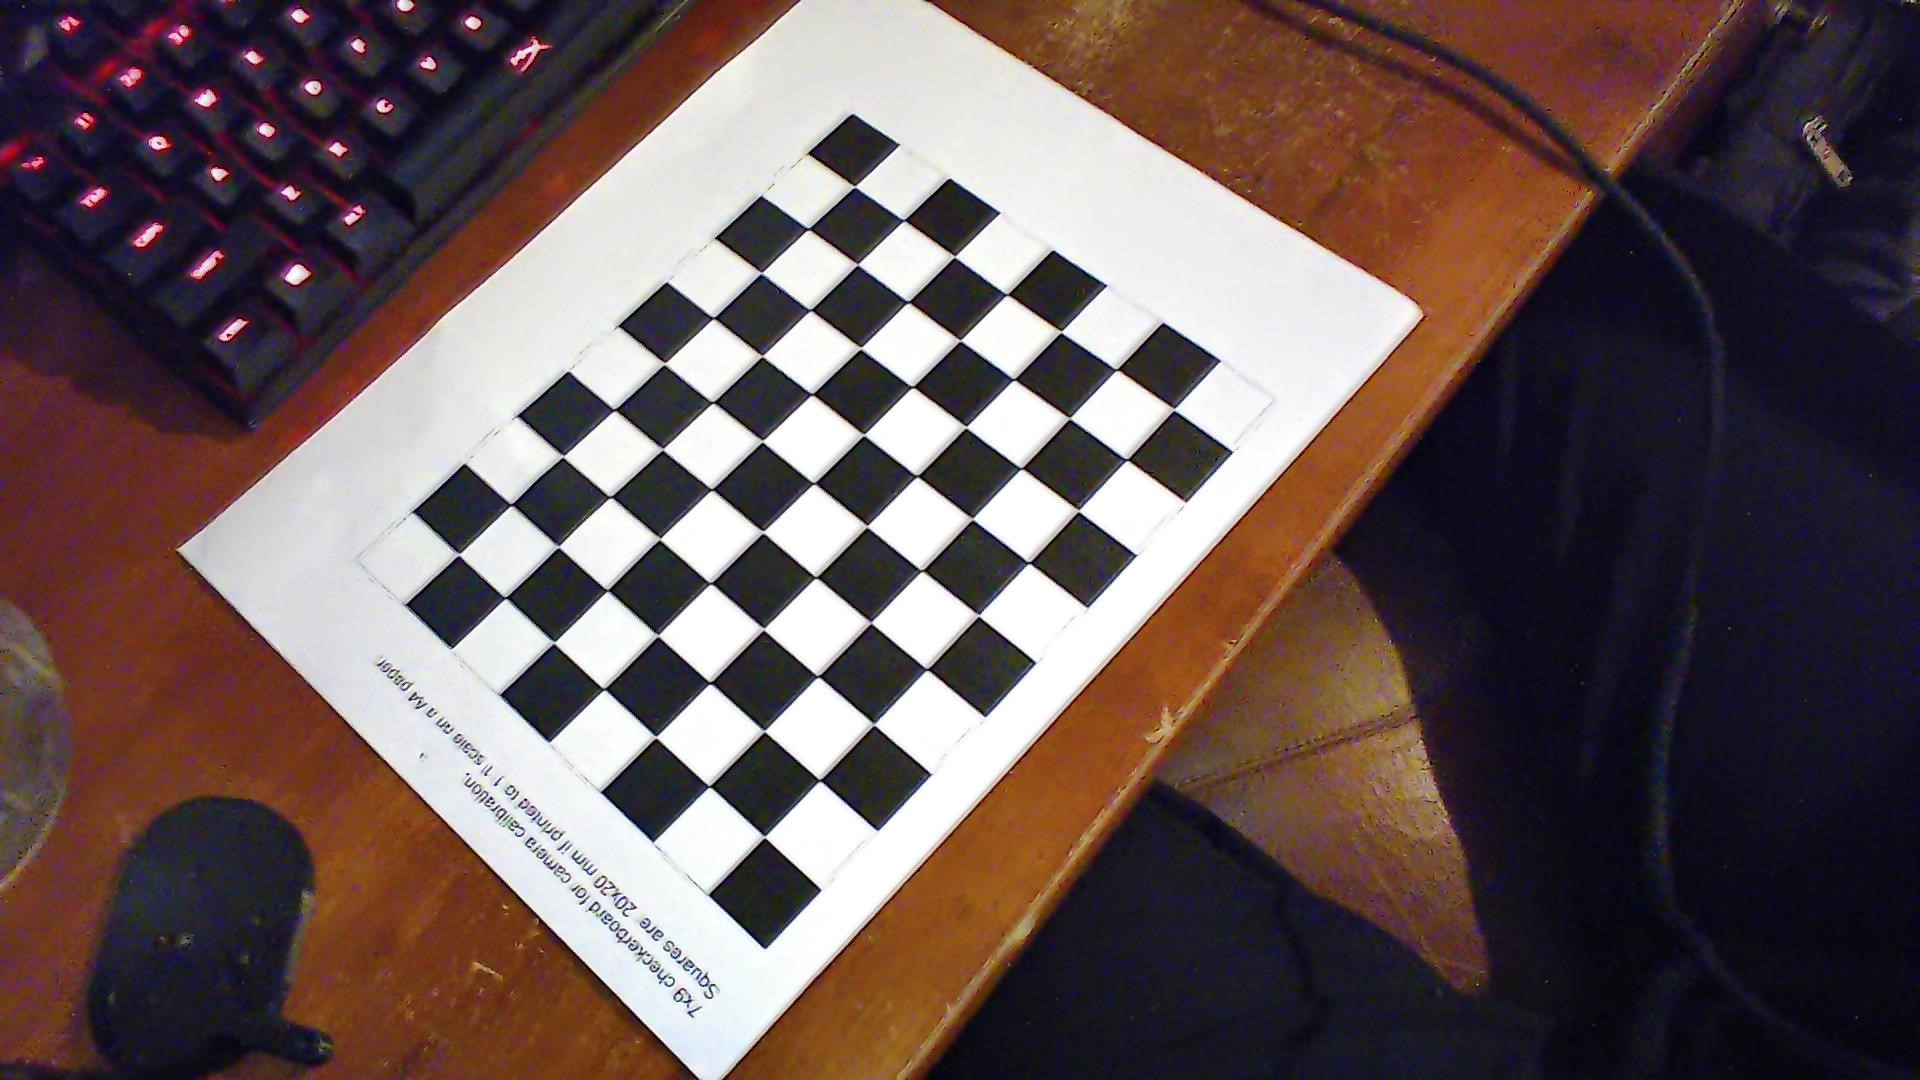 7x9 checkerboard for camera calibration.
Squares are 20x20 mm if printed to 1:1 scale on a A4 paper.